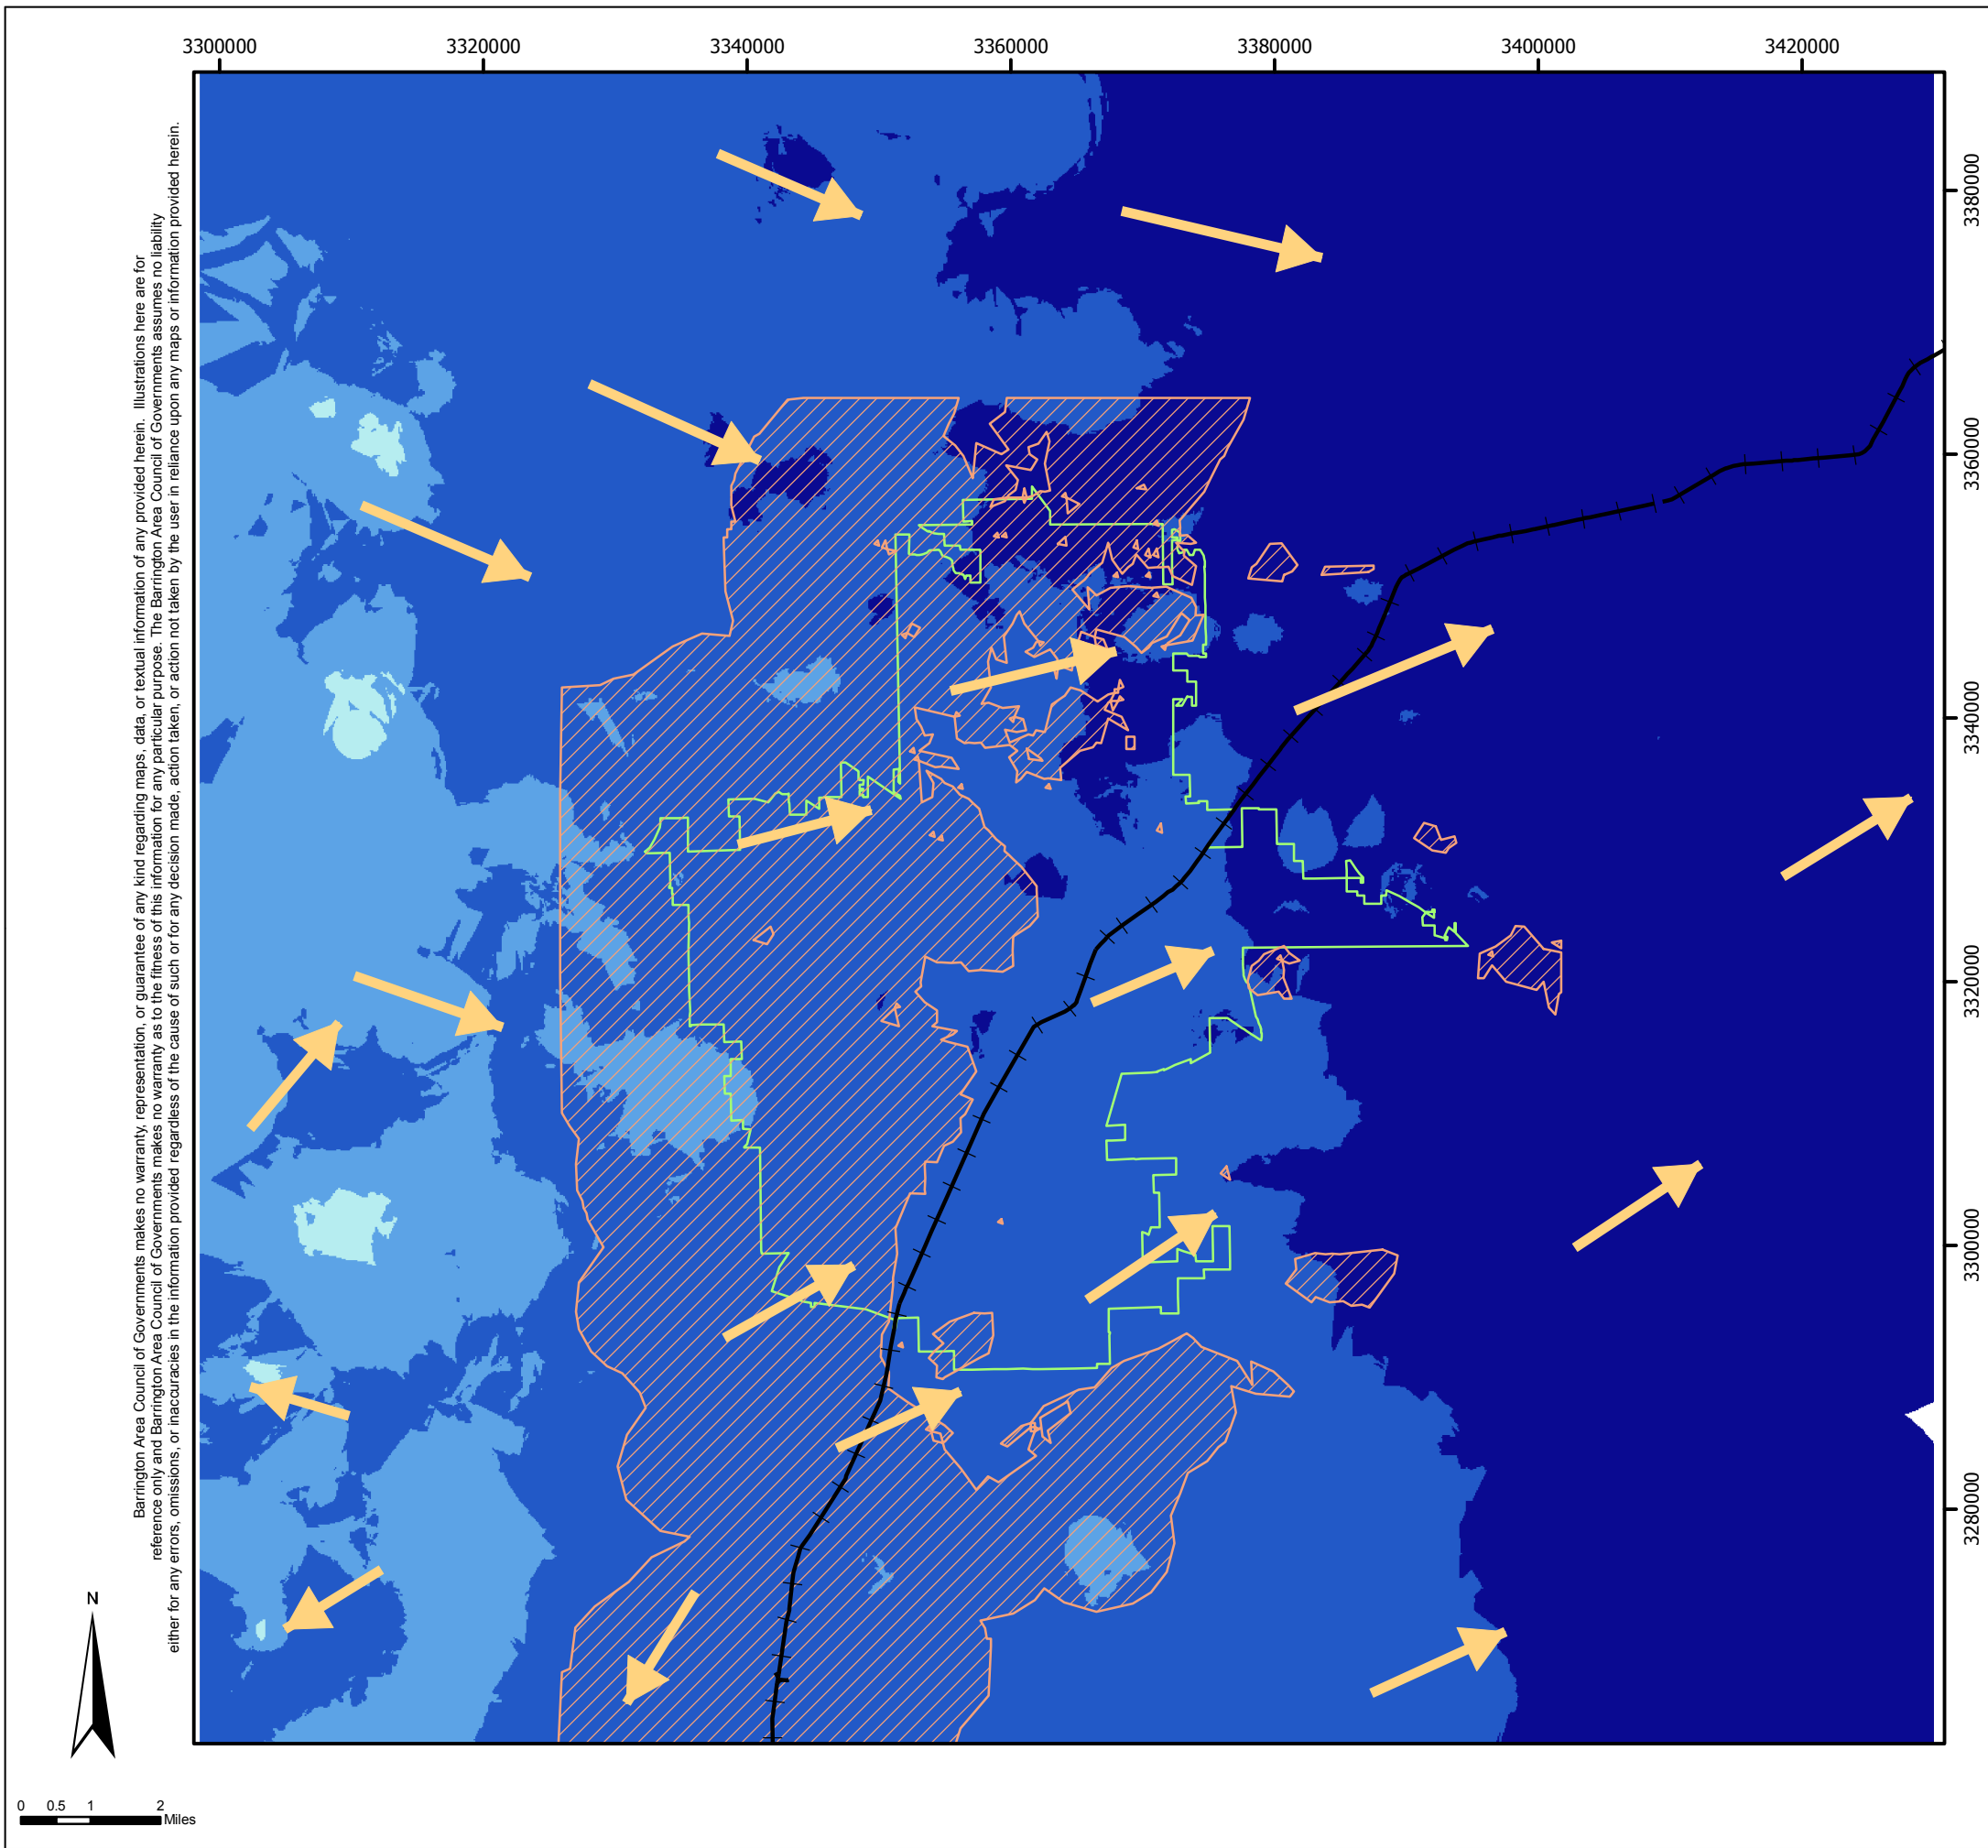 3300000 3320000 3340000 3360000 3380000 3400000 3420000
3380000
3360000
3340000
3320000
3300000
3280000
Barrington Area Council of Governments makes no warranty, representation, or guarantee of any kind regarding maps, data, or textual information of any provided herein. Illustrations here are for
reference only and Barrington Area Council of Governments makes no warranty as to the fitness of this information for any particular purpose. The Barrington Area Council of Governments assumes no liability
either for any errors, omissions, or inaccuracies in the information provided regardless of the cause of such or for any decision made, action taken, or action not taken by the user in reliance upon any maps or information provided herein.
N
0 0.5 1 2
Miles